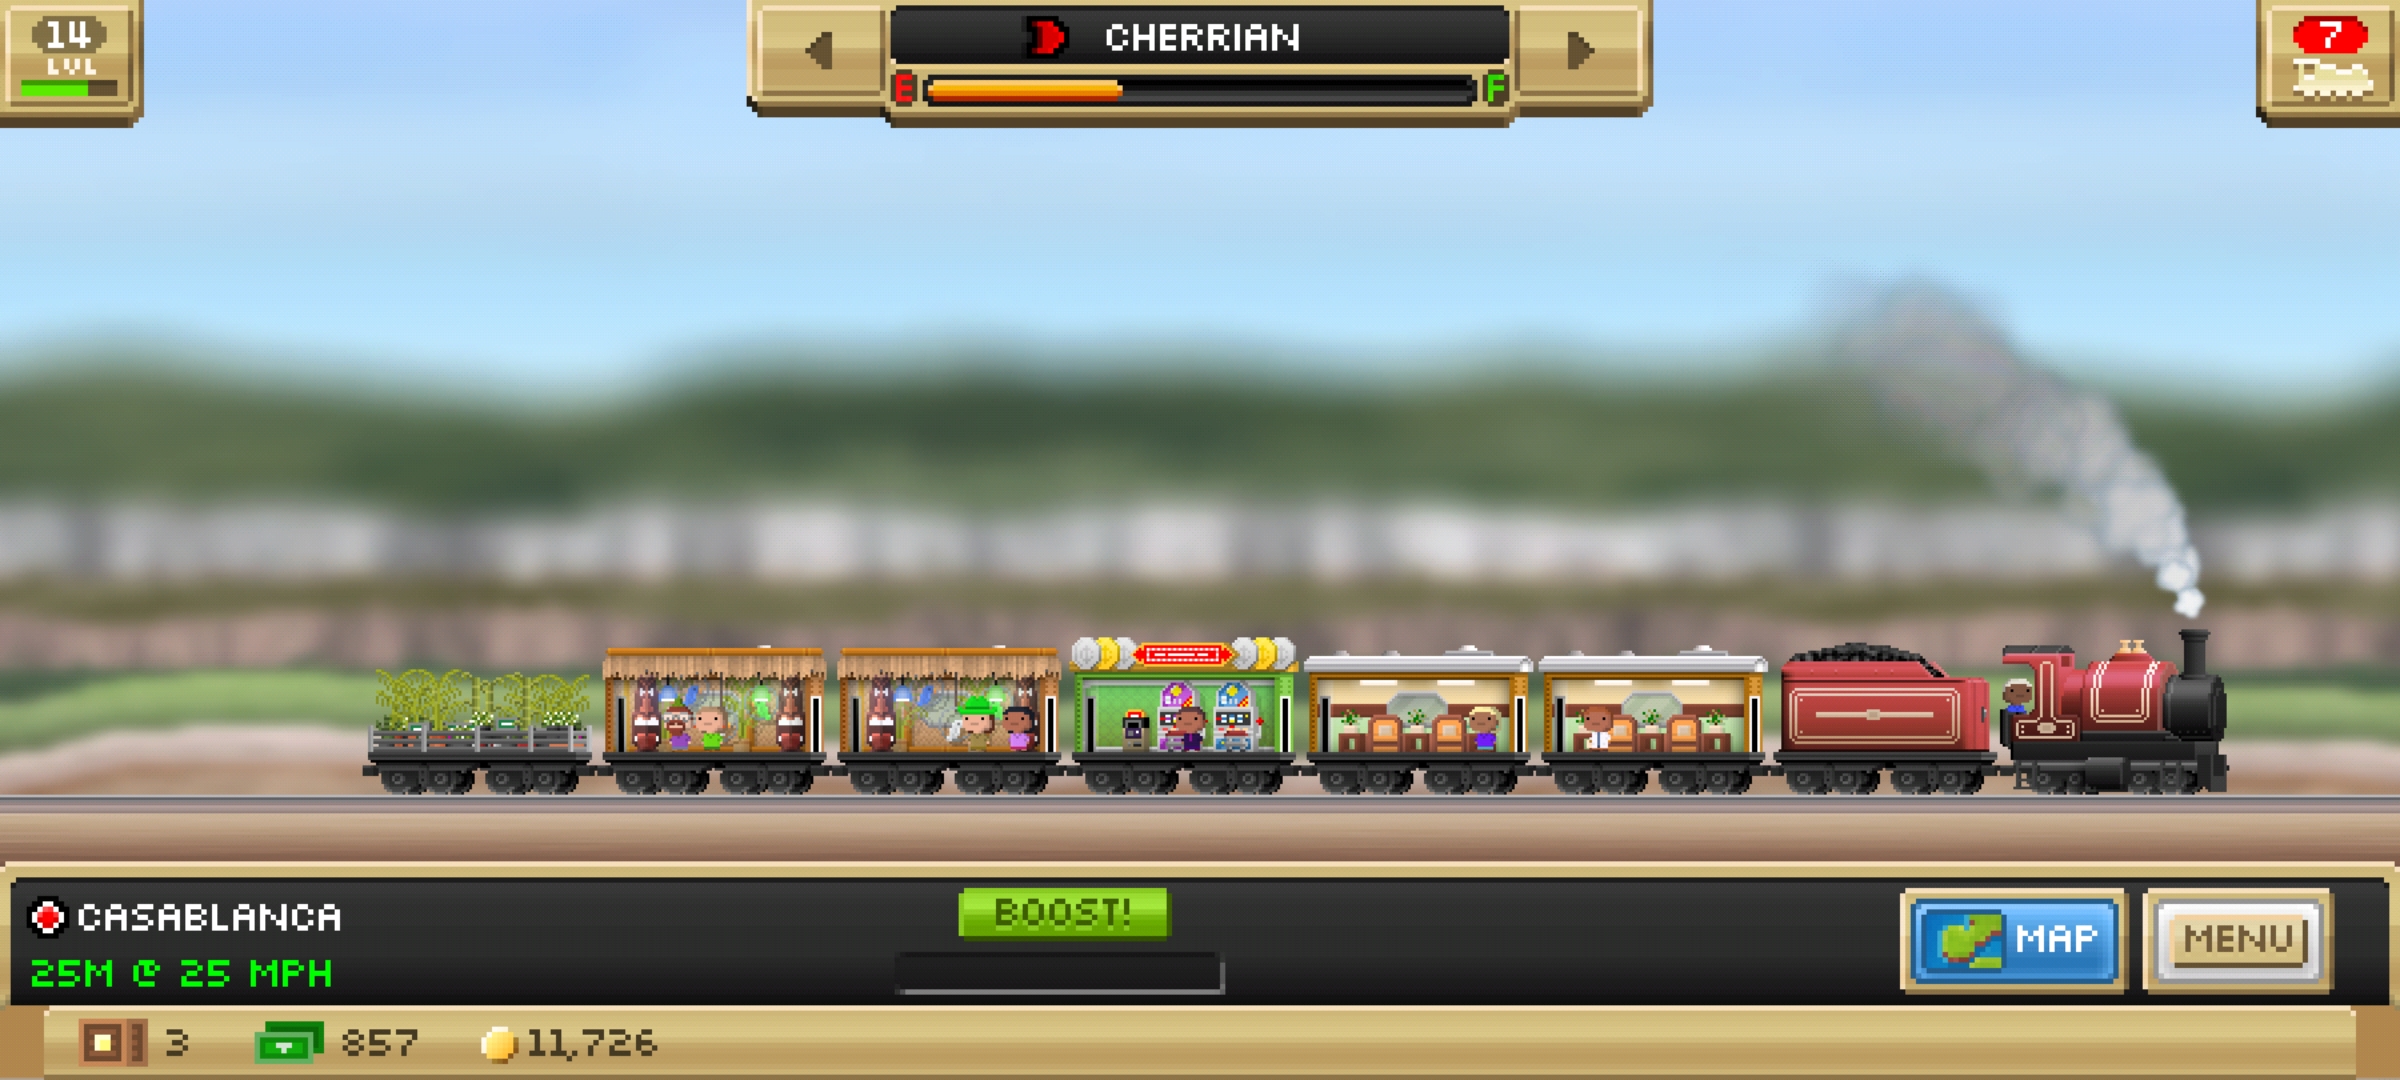 14
LVL
CHERRIAN
E F
7
CASABLANCA
BOOST!
25M @ 25 MPH
MAP
MENU
3 857 11,726